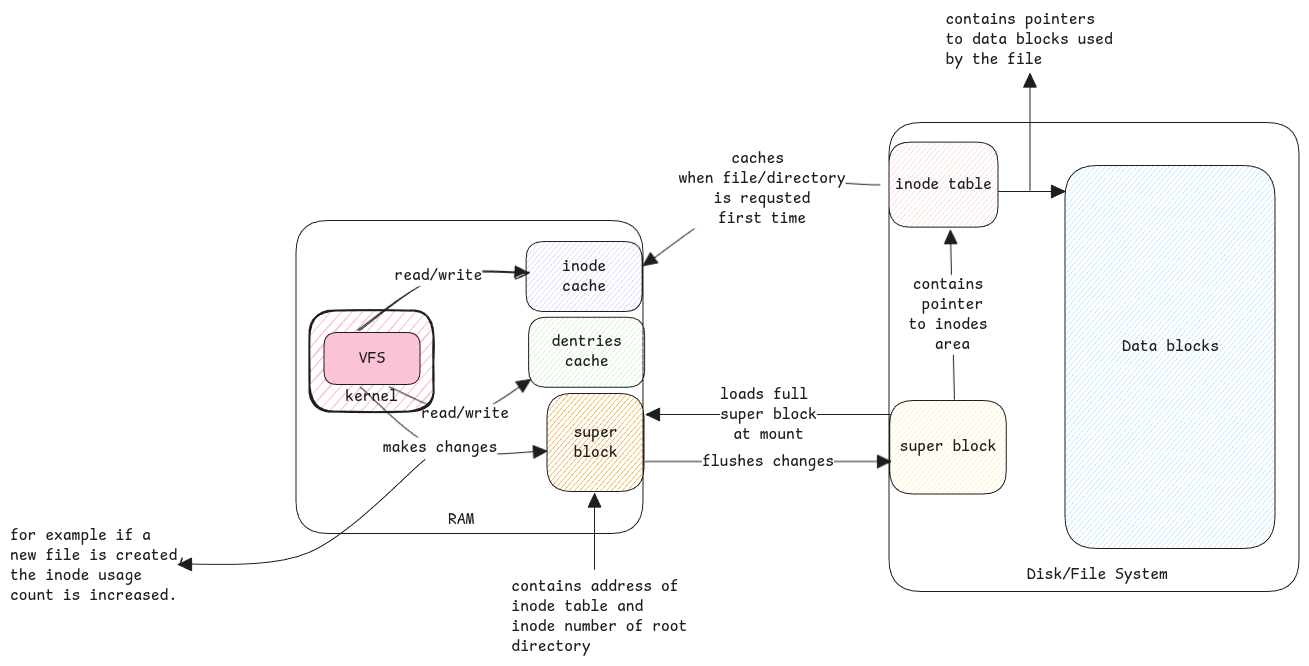 contains pointers
to data blocks used
by the file
caches
when file/directory
is requsted
first time
inode table
inode
cache
read/write
dentries
cache
VFS
kernel
read/write
makes changes
super
block
RAM
loads full
super block
at mount
flushes changes
contains
pointer
to inodes
area
super block
Data blocks
Disk/File System
for example if a
new file is created,
the inode usage
count is increased.
contains address of
inode table and
inode number of root
directory